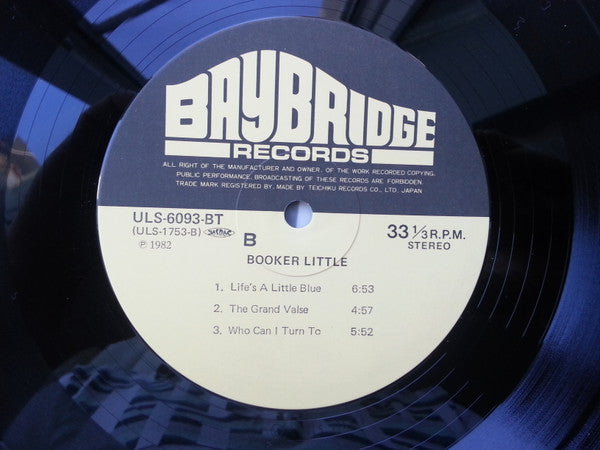 BAYBRIDGE
RECORDS
ALL RIGHT OF THE MANUFACTURER AND OWNER, OF THE WORK RECORDED COPYING,
PUBLIC PERFORMANCE, BROADCASTING OF THESE RECORDS ARE FORBIDDEN.
TRADE MARK REGISTERED BY, MADE BY TEICHIKU RECORDS CO., LTD, JAPAN
ULS-6093-BT
(ULS-1753-B)
℗ 1982
B
33 1/3 R.P.M.
STEREO
BOOKER LITTLE
1. Life's A Little Blue 6:53
2. The Grand Valse 4:57
3. Who Can I Turn To 5:52